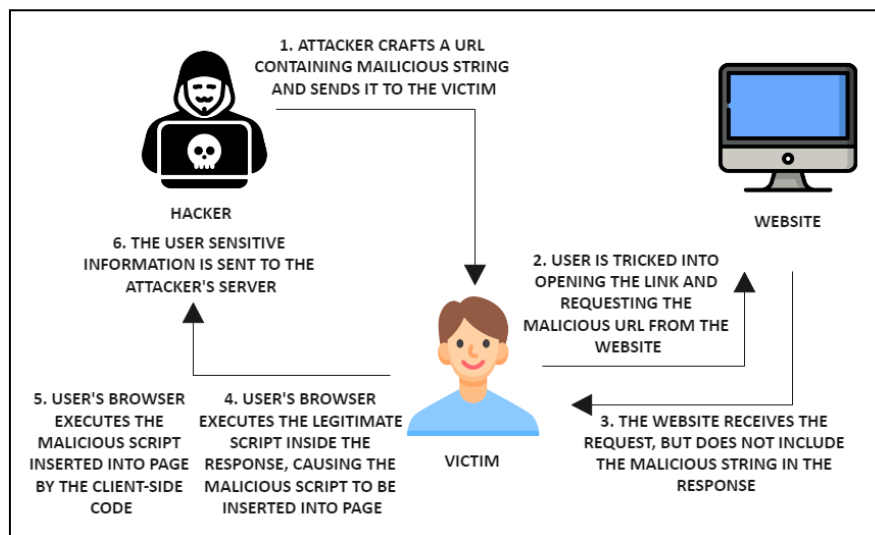 1. ATTACKER CRAFTS A URL
CONTAINING MAILICIOUS STRING
AND SENDS IT TO THE VICTIM
HACKER
WEBSITE
6. THE USER SENSITIVE
INFORMATION IS SENT TO THE
ATTACKER'S SERVER
2. USER IS TRICKED INTO
OPENING THE LINK AND
REQUESTING THE
MALICIOUS URL FROM THE
WEBSITE
5. USER'S BROWSER
EXECUTES THE
MALICIOUS SCRIPT
INSERTED INTO PAGE
BY THE CLIENT-SIDE
CODE
4. USER'S BROWSER
EXECUTES THE LEGITIMATE
SCRIPT INSIDE THE
RESPONSE, CAUSING THE
MALICIOUS SCRIPT TO BE
INSERTED INTO PAGE
VICTIM
3. THE WEBSITE RECEIVES THE
REQUEST, BUT DOES NOT INCLUDE
THE MALICIOUS STRING IN THE
RESPONSE